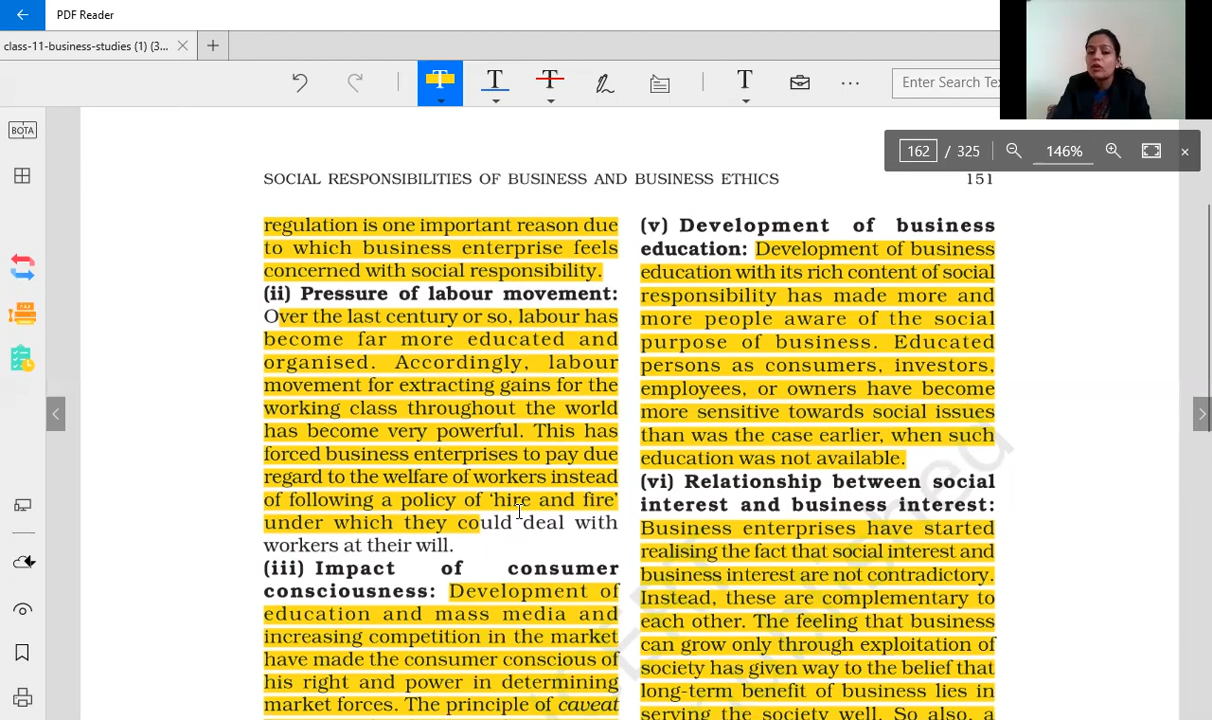 PDF Reader
class-11-business-studies (1) (3...
Enter Search Tex
BOTA
162 / 325
146%
SOCIAL RESPONSIBILITIES OF BUSINESS AND BUSINESS ETHICS 151
regulation is one important reason due
to which business enterprise feels
concerned with social responsibility.
(ii) Pressure of labour movement:
Over the last century or so, labour has
become far more educated and
organised. Accordingly, labour
movement for extracting gains for the
working class throughout the world
has become very powerful. This has
forced business enterprises to pay due
regard to the welfare of workers instead
of following a policy of ‘hire and fire’
under which they could deal with
workers at their will.
(iii) Impact of consumer
consciousness: Development of
education and mass media and
increasing competition in the market
have made the consumer conscious of
his right and power in determining
market forces. The principle of caveat
(v) Development of business
education: Development of business
education with its rich content of social
responsibility has made more and
more people aware of the social
purpose of business. Educated
persons as consumers, investors,
employees, or owners have become
more sensitive towards social issues
than was the case earlier, when such
education was not available.
(vi) Relationship between social
interest and business interest:
Business enterprises have started
realising the fact that social interest and
business interest are not contradictory.
Instead, these are complementary to
each other. The feeling that business
can grow only through exploitation of
society has given way to the belief that
long-term benefit of business lies in
serving the society well. So also, a